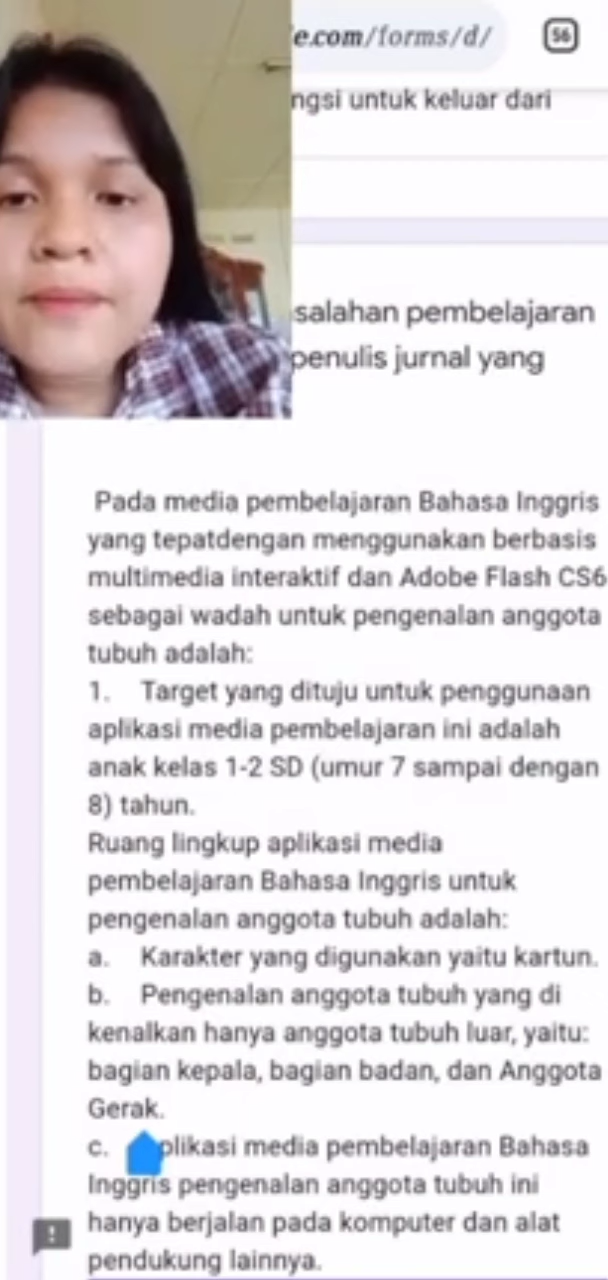 e.com/forms/d/
56
ngsi untuk keluar dari
salahan pembelajaran
penulis jurnal yang
Pada media pembelajaran Bahasa Inggris
yang tepatdengan menggunakan berbasis
multimedia interaktif dan Adobe Flash CS6
sebagai wadah untuk pengenalan anggota
tubuh adalah:
1. Target yang dituju untuk penggunaan
aplikasi media pembelajaran ini adalah
anak kelas 1-2 SD (umur 7 sampai dengan
8) tahun.
Ruang lingkup aplikasi media
pembelajaran Bahasa Inggris untuk
pengenalan anggota tubuh adalah:
a. Karakter yang digunakan yaitu kartun.
b. Pengenalan anggota tubuh yang di
kenalkan hanya anggota tubuh luar, yaitu:
bagian kepala, bagian badan, dan Anggota
Gerak.
c. plikasi media pembelajaran Bahasa
Inggris pengenalan anggota tubuh ini
hanya berjalan pada komputer dan alat
pendukung lainnya.